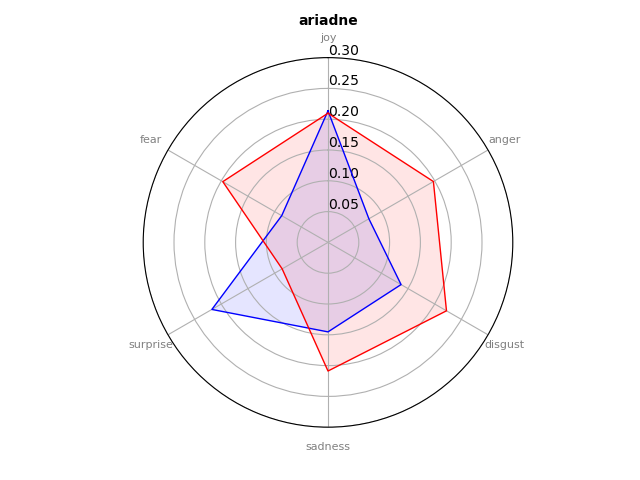 ariadne
joy
0.30
0.25
0.20
0.15
0.10
0.05
fear
anger
surprise
disgust
sadness